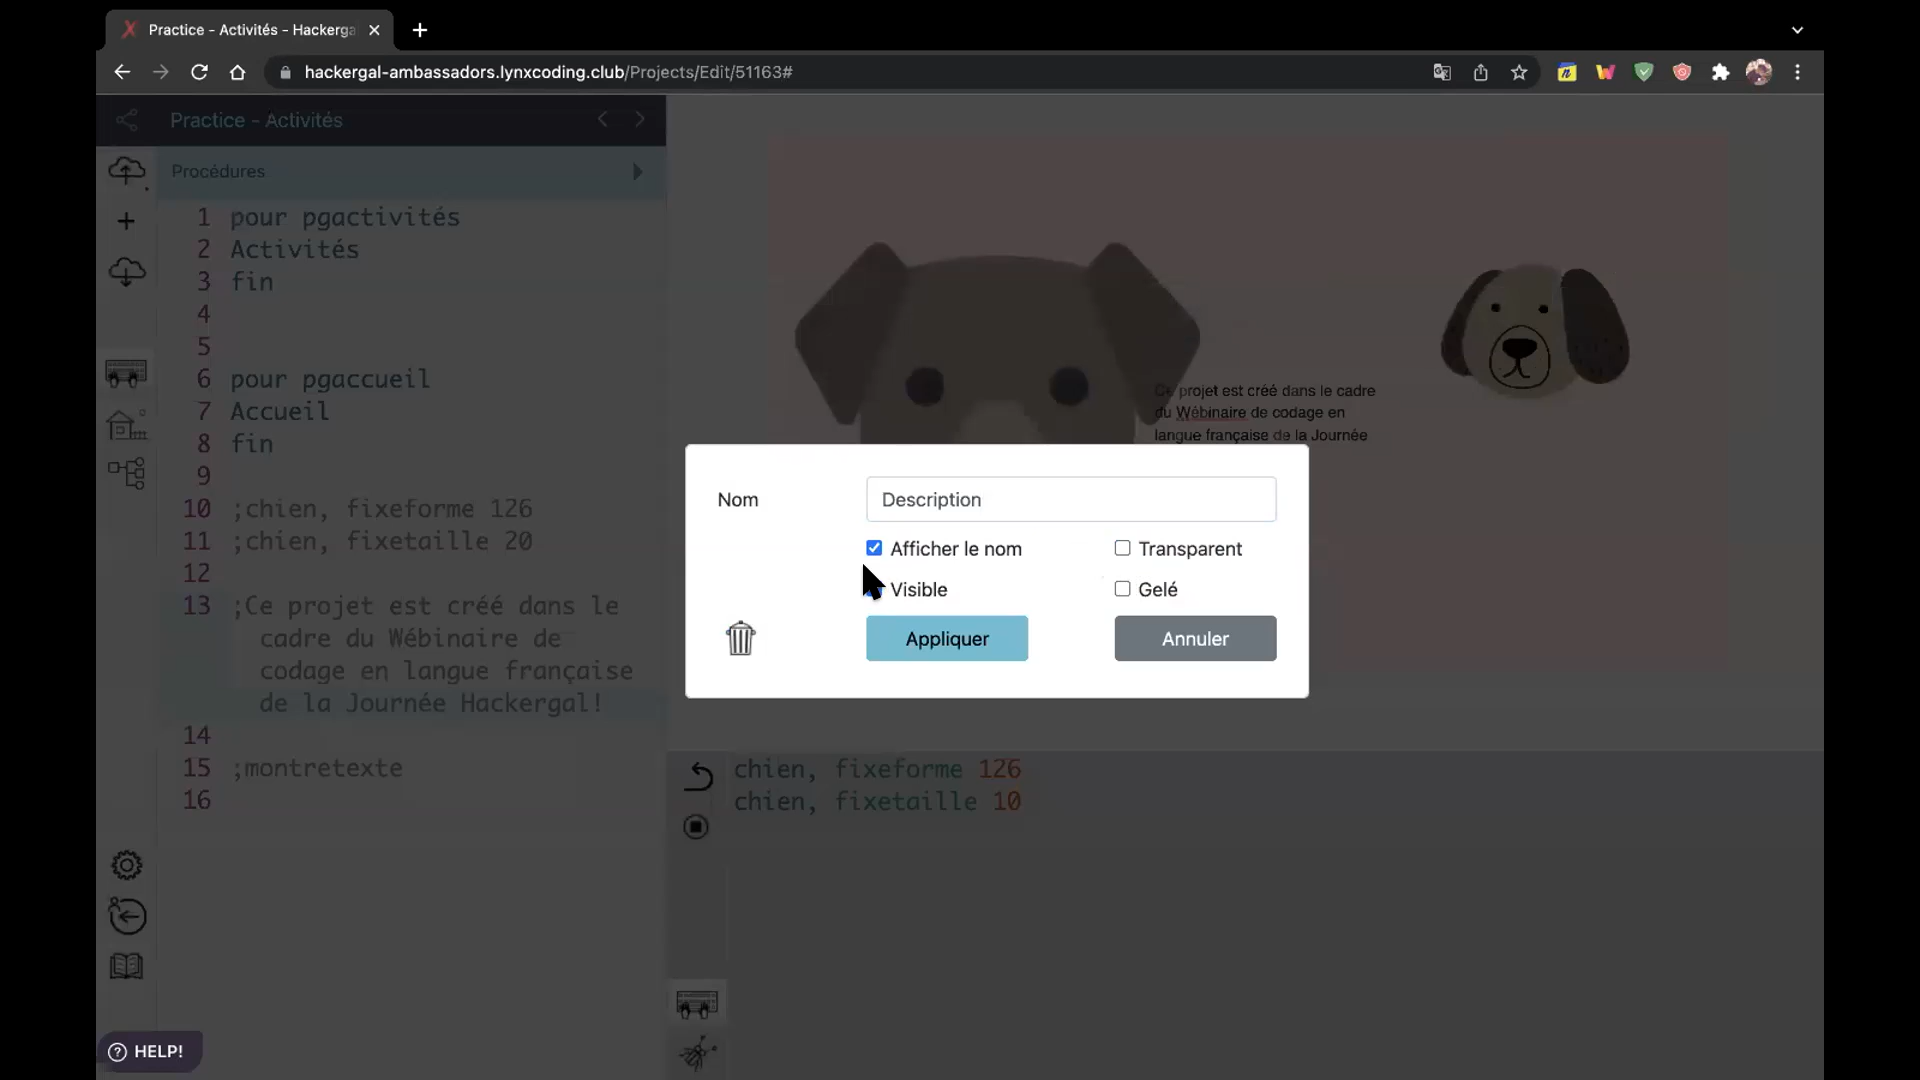 Practice - Activités - Hackerga
hackergal-ambassadors.lynxcoding.club/Projects/Edit/51163#
Practice - Activités
Procédures
1 pour pgactivités
2 Activités
3 fin
4
5
6 pour pgaccueil
7 Accueil
8 fin
9
10 ;chien, fixeforme 126
11 ;chien, fixetaille 20
12
13 ;Ce projet est créé dans le
cadre du Wébinaire de
codage en langue française
de la Journée Hackergal!
14
15 ;montretexte
16
Ce projet est créé dans le cadre
du Wébinaire de codage en
langue française de la Journée
Nom
Description
Afficher le nom
Transparent
Visible
Gelé
Appliquer
Annuler
chien, fixeforme 126
chien, fixetaille 10
HELP!